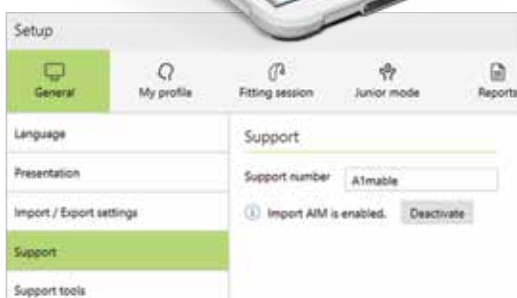 Setup
General
My profile
Fitting session
Junior mode
Reports
Language
Support
Presentation
Support number
A1mable
Import / Export settings
Import AIM is enabled.
Deactivate
Support
Support tools